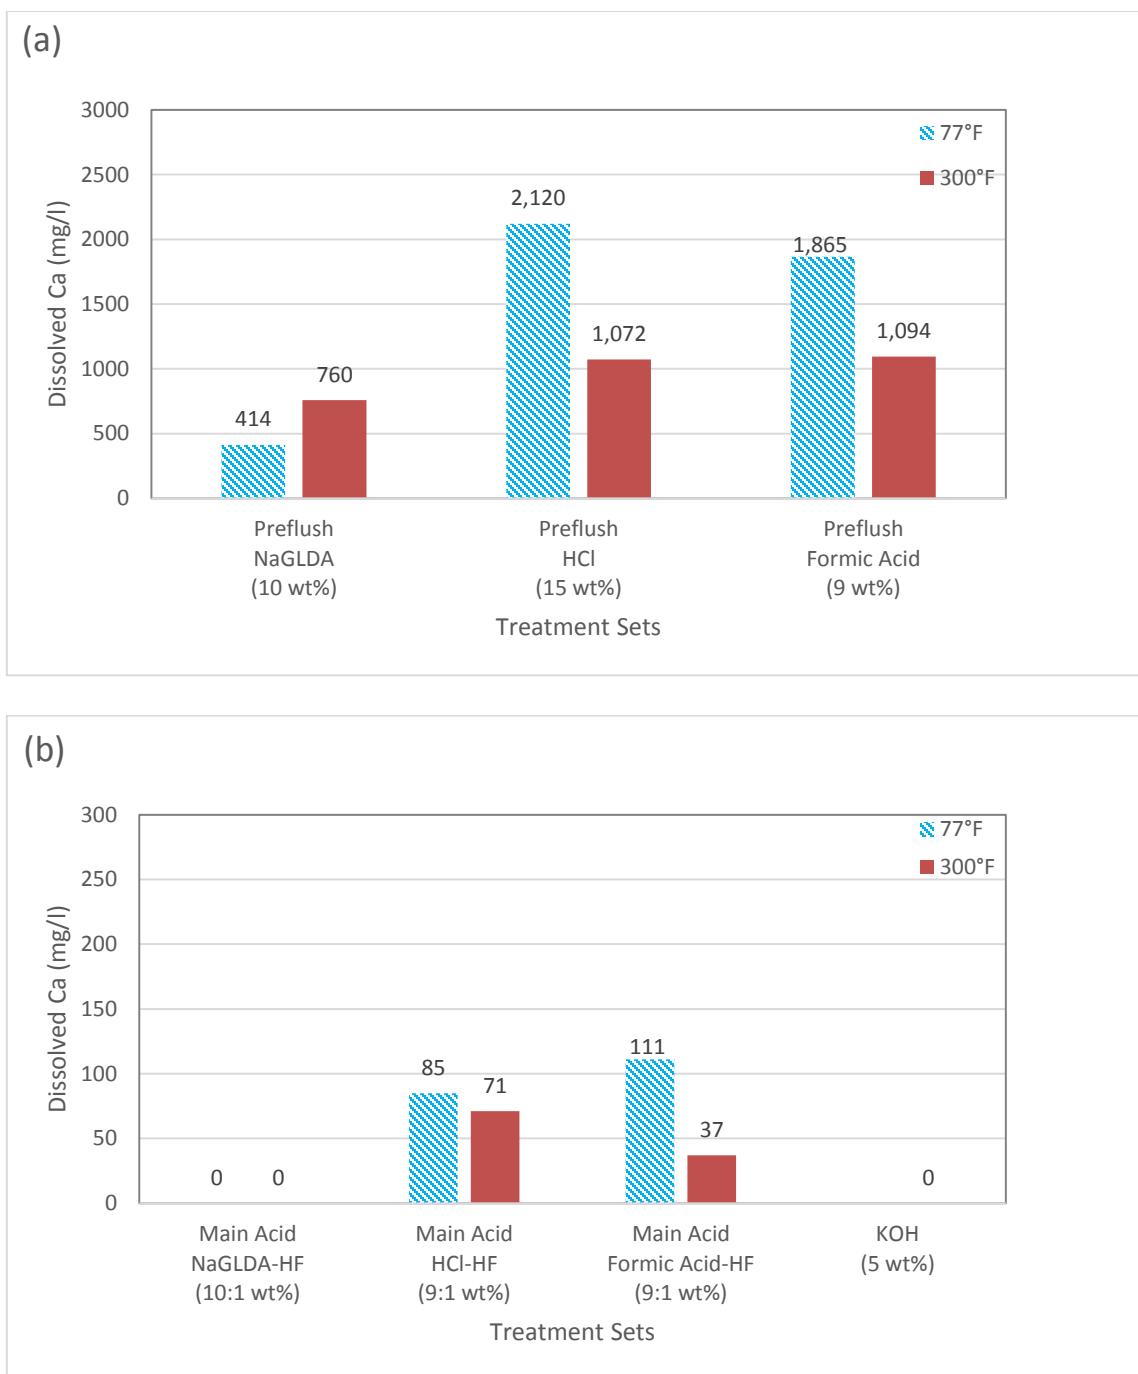 (a)
3000
2500
2000
1500
1000
500
0
Dissolved Ca (mg/l)
77°F
300°F
414
760
2,120
1,072
1,865
1,094
Preflush
NaGLDA
(10 wt%)
Preflush
HCl
(15 wt%)
Preflush
Formic Acid
(9 wt%)
Treatment Sets
(b)
300
250
200
150
100
50
0
Dissolved Ca (mg/l)
77°F
300°F
0
0
85
71
111
37
0
Main Acid
NaGLDA-HF
(10:1 wt%)
Main Acid
HCl-HF
(9:1 wt%)
Main Acid
Formic Acid-HF
(9:1 wt%)
KOH
(5 wt%)
Treatment Sets